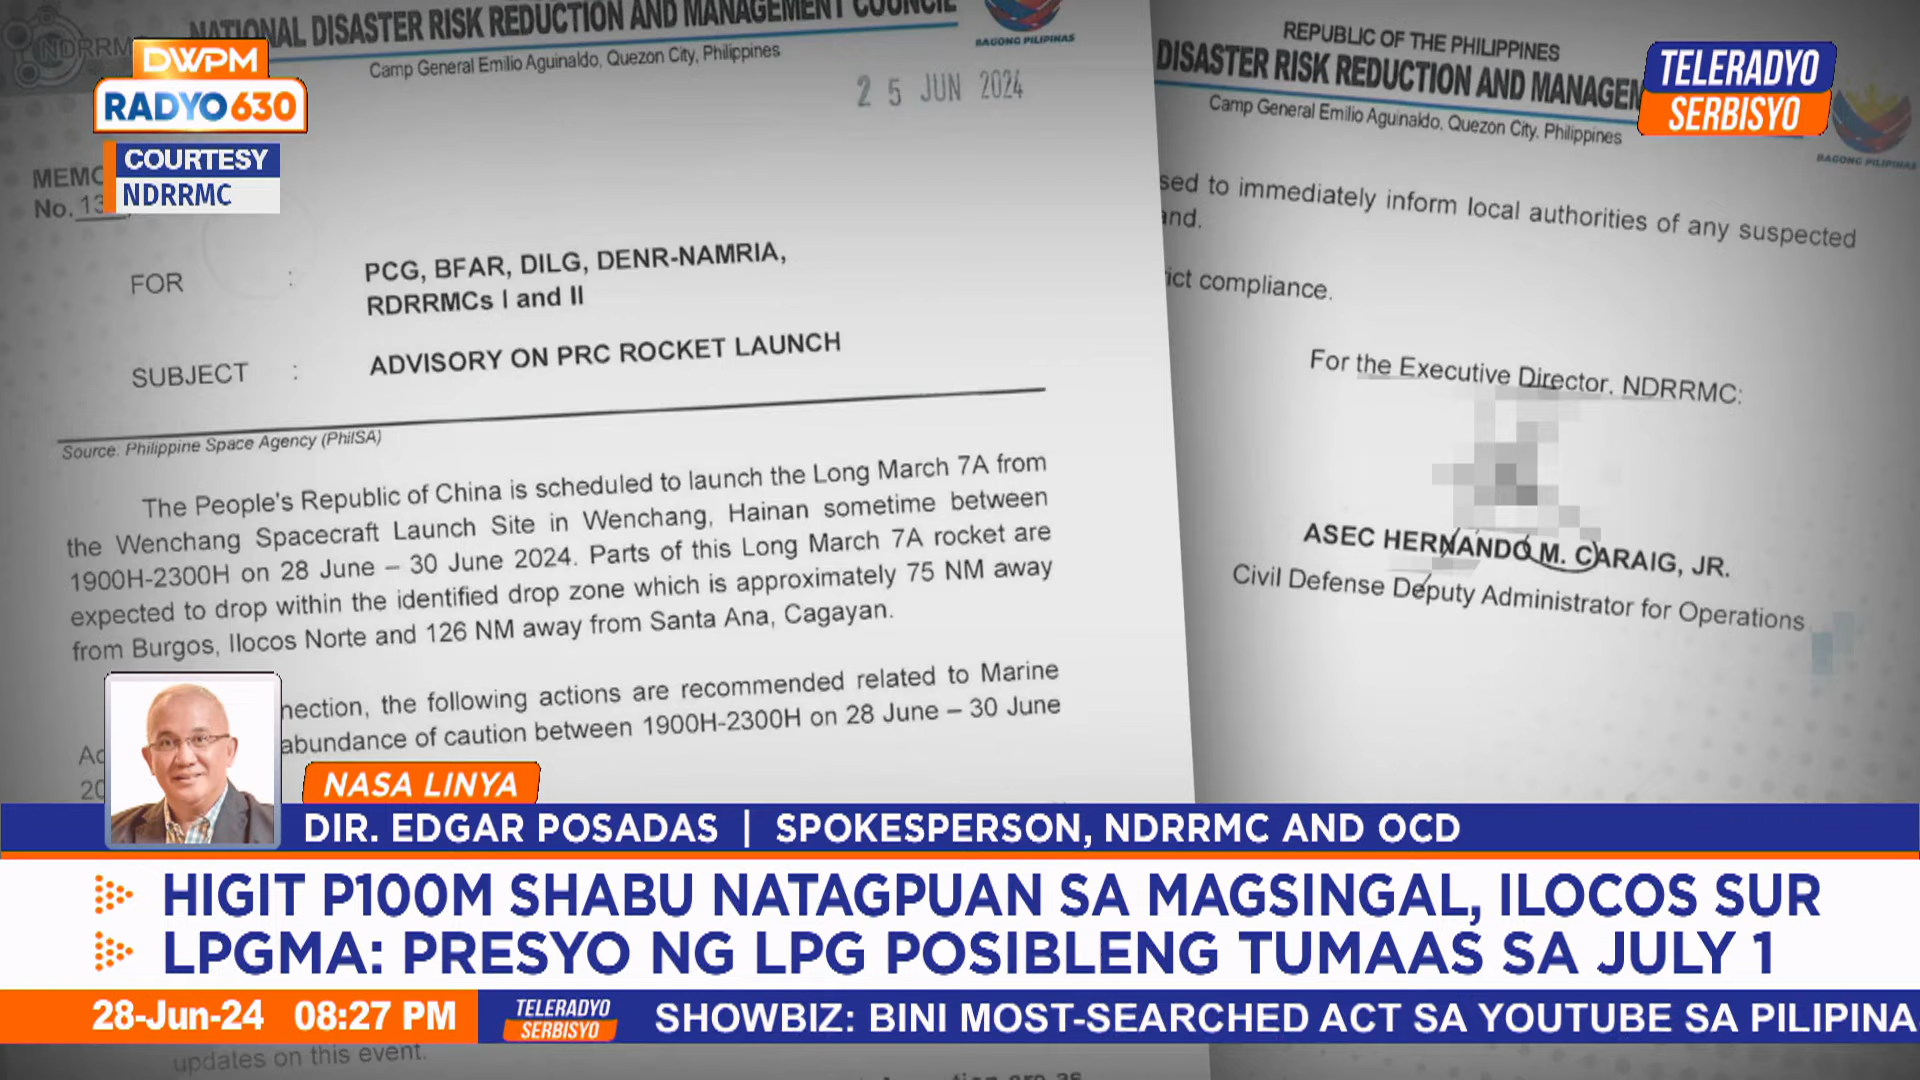 NDRRM
NATIONAL DISASTER RISK REDUCTION AND MANAGEMENT COUNCIL
Camp General Emilio Aguinaldo, Quezon City, Philippines
BAGONG PILIPINAS
25 JUN 2024
DWPM
RADYO 630
COURTESY
NDRRMC
MEMO
No. 13
FOR :
PCG, BFAR, DILG, DENR-NAMRIA,
RDRRMCs I and II
SUBJECT :
ADVISORY ON PRC ROCKET LAUNCH
Source: Philippine Space Agency (PhilSA)
The People's Republic of China is scheduled to launch the Long March 7A from
the Wenchang Spacecraft Launch Site in Wenchang, Hainan sometime between
1900H-2300H on 28 June – 30 June 2024. Parts of this Long March 7A rocket are
expected to drop within the identified drop zone which is approximately 75 NM away
from Burgos, Ilocos Norte and 126 NM away from Santa Ana, Cagayan.
nection, the following actions are recommended related to Marine
abundance of caution between 1900H-2300H on 28 June – 30 June
20
updates on this event.
REPUBLIC OF THE PHILIPPINES
DISASTER RISK REDUCTION AND MANAGEM
Camp General Emilio Aguinaldo, Quezon City, Philippines
BAGONG PILIPINAS
TELERADYO
SERBISYO
sed to immediately inform local authorities of any suspected
and.
ict compliance.
For the Executive Director, NDRRMC:
ASEC HERNANDO M. CARAIG, JR.
Civil Defense Deputy Administrator for Operations
NASA LINYA
DIR. EDGAR POSADAS | SPOKESPERSON, NDRRMC AND OCD
HIGIT P100M SHABU NATAGPUAN SA MAGSINGAL, ILOCOS SUR
LPGMA: PRESYO NG LPG POSIBLENG TUMAAS SA JULY 1
28-Jun-24 08:27 PM
TELERADYO
SERBISYO
SHOWBIZ: BINI MOST-SEARCHED ACT SA YOUTUBE SA PILIPINA